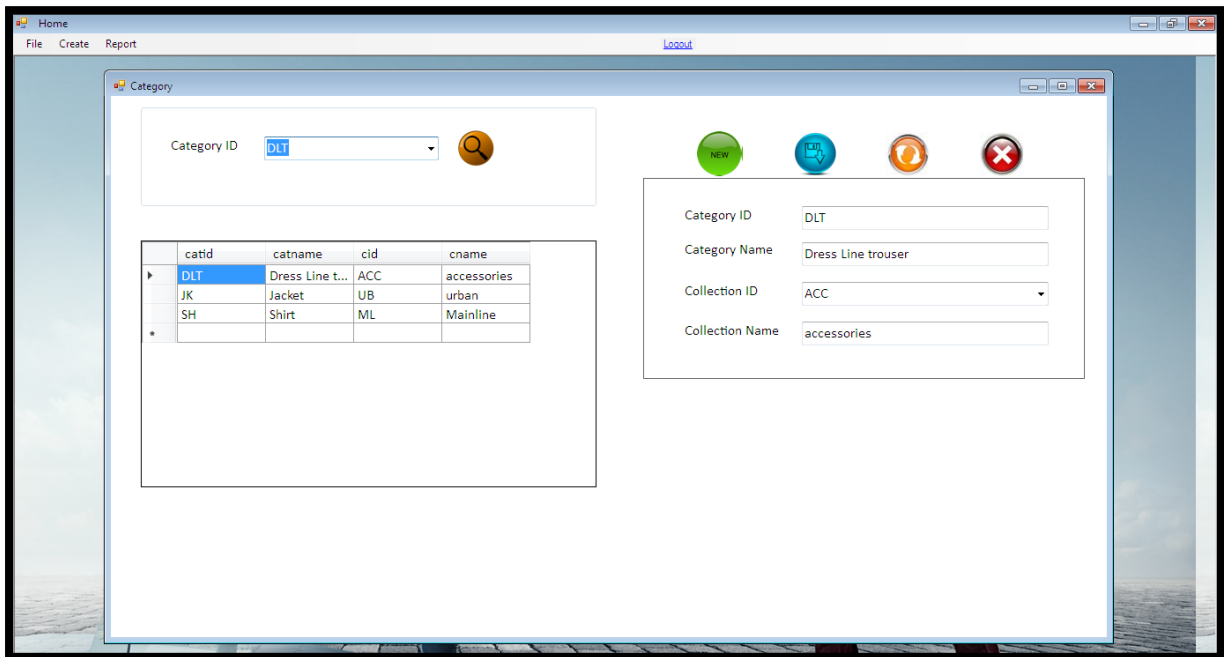 Home
File Create Report Logout
Category
Category ID DLT
NEW
catid catname cid cname
DLT Dress Line t... ACC accessories
JK Jacket UB urban
SH Shirt ML Mainline
*
Category ID DLT
Category Name Dress Line trouser
Collection ID ACC
Collection Name accessories